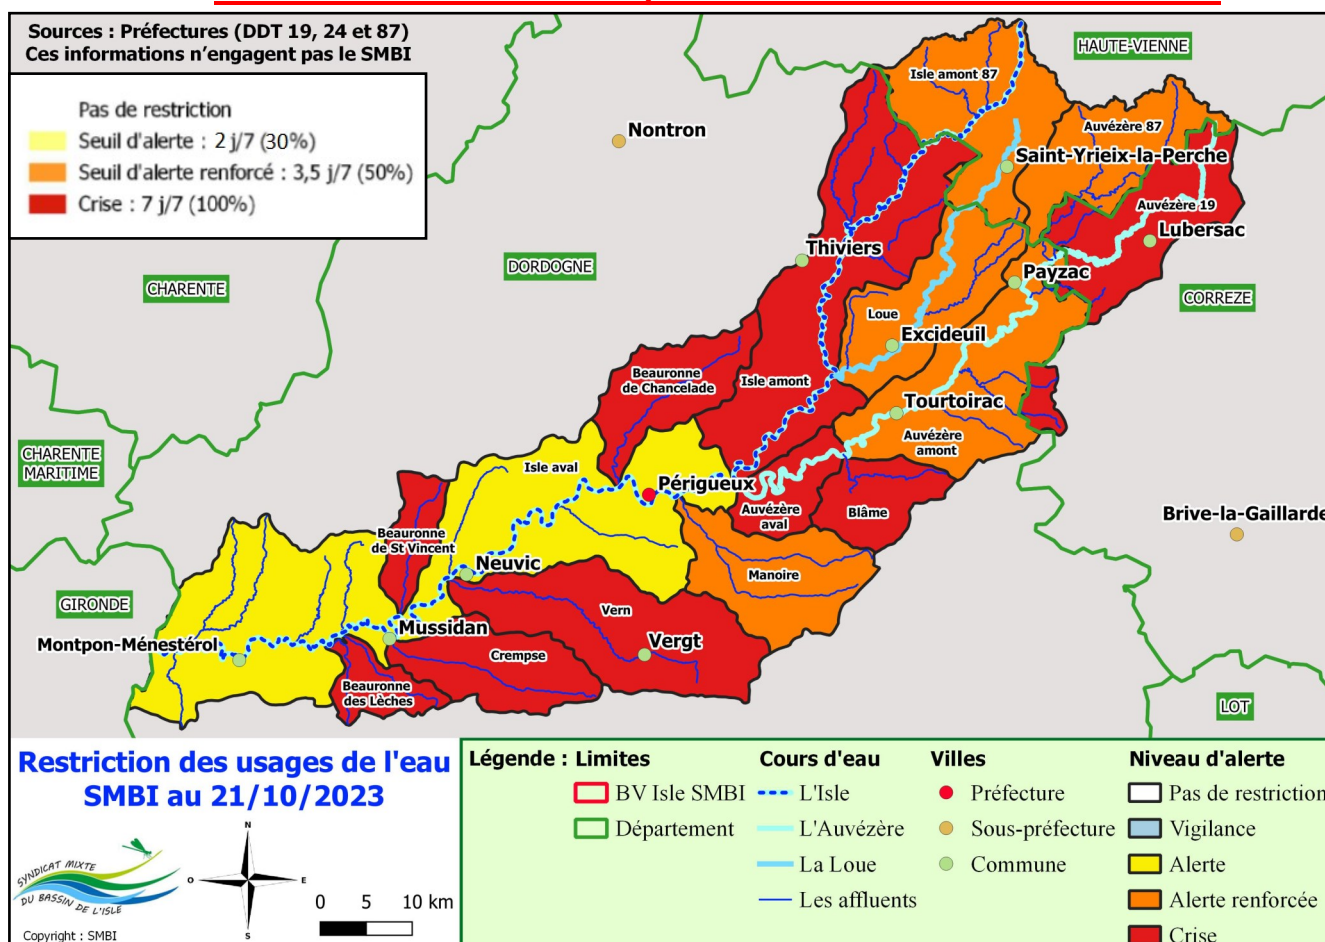 Sources : Préfectures (DDT 19, 24 et 87)
Ces informations n'engagent pas le SMBI
Pas de restriction
Seuil d'alerte : 2 j/7 (30%)
Seuil d'alerte renforcé : 3,5 j/7 (50%)
Crise : 7 j/7 (100%)
HAUTE-VIENNE
Isle amont 87
Nontron
Auvézère 87
Saint-Yrieix-la-Perche
Auvézère 19
Lubersac
Thiviers
DORDOGNE
Payzac
CHARENTE
CORREZE
Loue
Excideuil
Beauronne
de Chancelade
Isle amont
Tourtoirac
Auvézère
amont
CHARENTE
MARITIME
Isle aval
Périgueux
Auvézère
aval
Blâme
Brive-la-Gaillarde
Beauronne
de St Vincent
Neuvic
Manoire
GIRONDE
Vern
Mussidan
Montpon-Ménestérol
Vergt
Crempse
Beauronne
des Lèches
LOT
Restriction des usages de l'eau
SMBI au 21/10/2023
SYNDICAT MIXTE
DU BASSIN DE L'ISLE
Copyright : SMBI
N
O
E
S
0 5 10 km
Légende :
Limites
BV Isle SMBI
Département
Cours d'eau
L'Isle
L'Auvézère
La Loue
Les affluents
Villes
Préfecture
Sous-préfecture
Commune
Niveau d'alerte
Pas de restriction
Vigilance
Alerte
Alerte renforcée
Crise